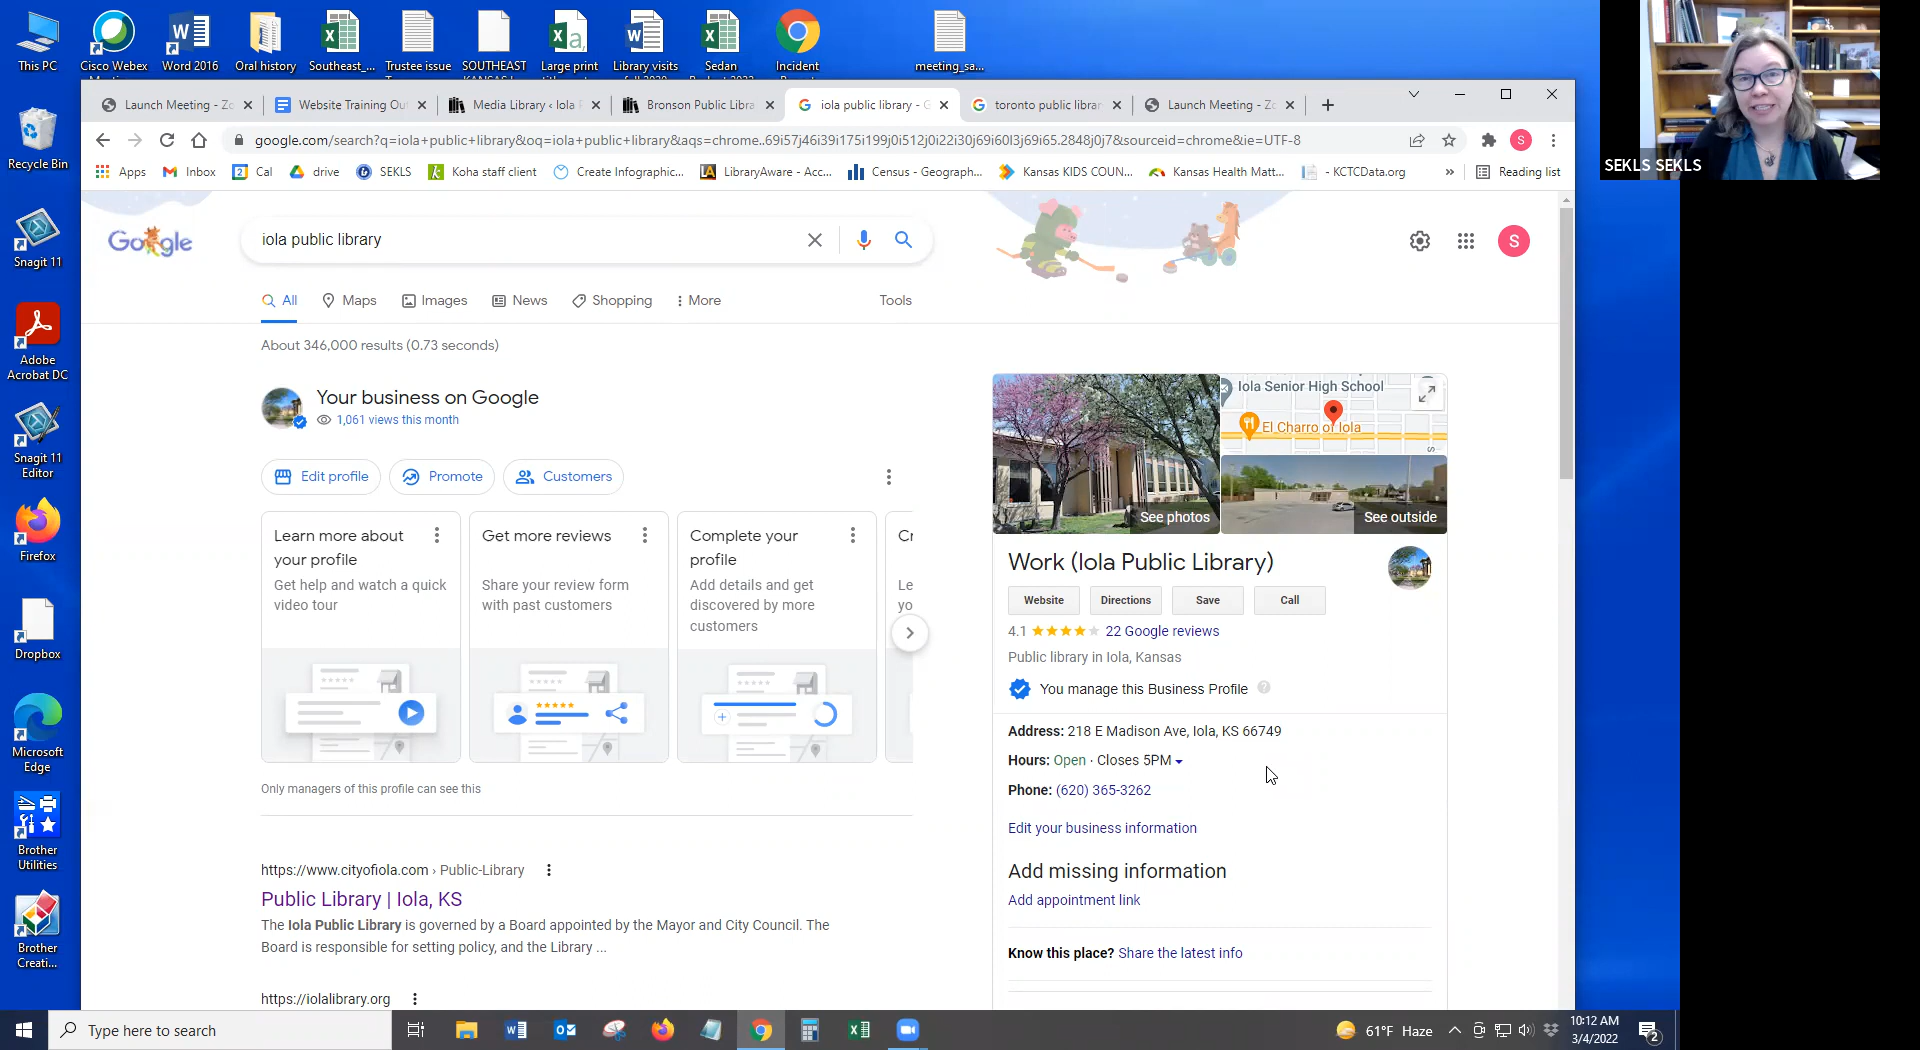 This PC
Cisco Webex
Word 2016
Oral history
Southeast_...
Trustee issue
SOUTHEAST
Large print
Library visits
Sedan
Incident
meeting_sa...
Recycle Bin
Snagit 11
Adobe
Acrobat DC
Snagit 11
Editor
Firefox
Dropbox
Microsoft
Edge
Brother
Utilities
Brother
Creati...
Launch Meeting - Zo
Website Training Ou
Media Library ‹ Iola
Bronson Public Libra
iola public library - G
toronto public librar
Launch Meeting - Zo
google.com/search?q=iola+public+library&oq=iola+public+library&aqs=chrome..69i57j46i39i175i199j0i512j0i22i30j69i60l3j69i65.2848j0j7&sourceid=chrome&ie=UTF-8
S
Apps
Inbox
Cal
drive
SEKLS
Koha staff client
Create Infographic...
LibraryAware - Acc...
Census - Geograph...
Kansas KIDS COUN...
Kansas Health Matt...
- KCTCData.org
»
Reading list
Google
iola public library
S
All
Maps
Images
News
Shopping
More
Tools
About 346,000 results (0.73 seconds)
Your business on Google
1,061 views this month
Edit profile
Promote
Customers
Learn more about
your profile
Get help and watch a quick
video tour
Get more reviews
Share your review form
with past customers
Complete your
profile
Add details and get
discovered by more
customers
Cr
Le
yo
Only managers of this profile can see this
https://www.cityofiola.com › Public-Library
Public Library | Iola, KS
The Iola Public Library is governed by a Board appointed by the Mayor and City Council. The
Board is responsible for setting policy, and the Library ...
https://iolalibrary.org
See photos
Iola Senior High School
El Charro of Iola
See outside
Work (Iola Public Library)
Website
Directions
Save
Call
4.1
22 Google reviews
Public library in Iola, Kansas
You manage this Business Profile
Address: 218 E Madison Ave, Iola, KS 66749
Hours: Open · Closes 5PM
Phone: (620) 365-3262
Edit your business information
Add missing information
Add appointment link
Know this place? Share the latest info
SEKLS SEKLS
Type here to search
61°F Haze
10:12 AM
3/4/2022
2